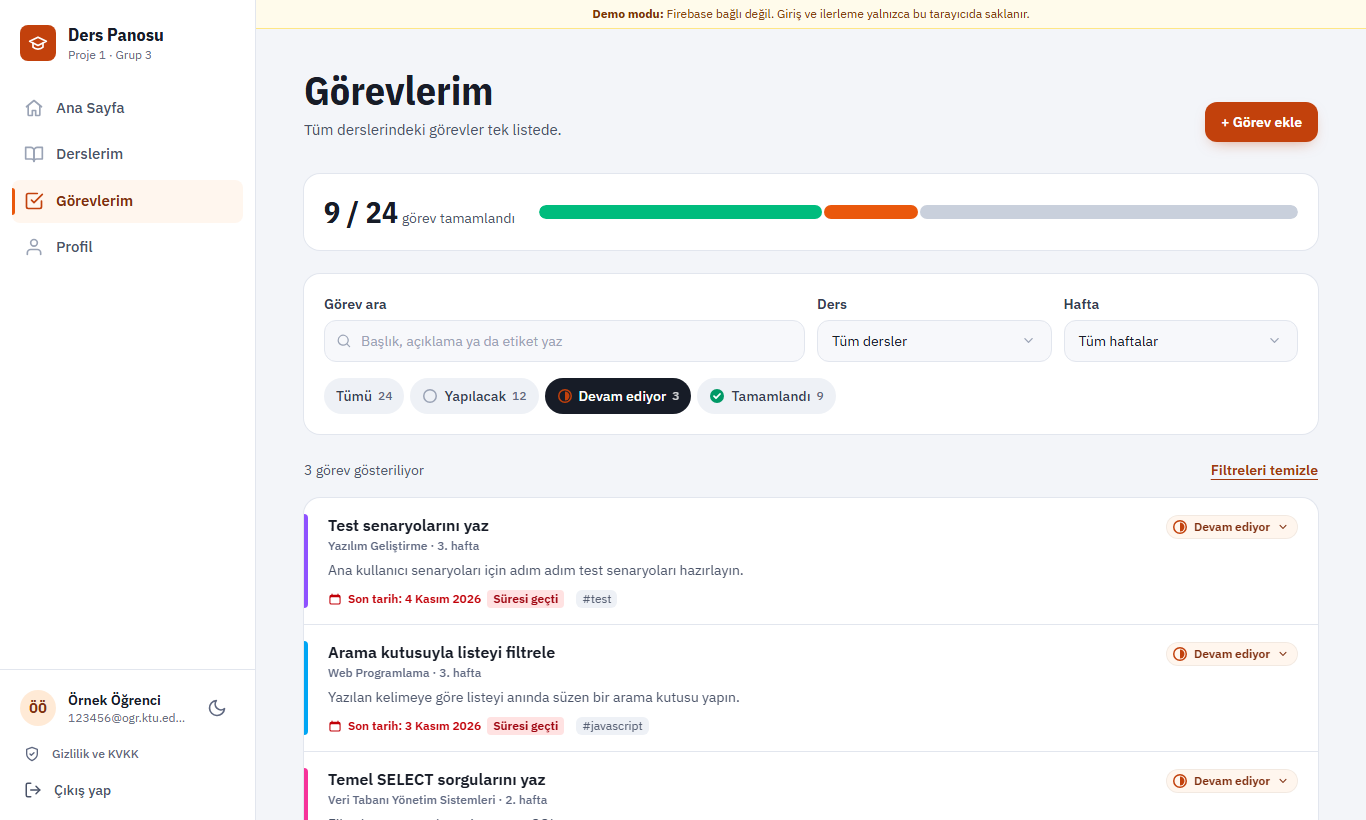 Demo modu: Firebase bağlı değil. Giriş ve ilerleme yalnızca bu tarayıcıda saklanır.
Ders Panosu
Proje 1 · Grup 3
Ana Sayfa
Derslerim
Görevlerim
Profil
Örnek Öğrenci
ÖÖ
123456@ogr.ktu.ed...
Gizlilik ve KVKK
Çıkış yap
Görevlerim
Tüm derslerindeki görevler tek listede.
+ Görev ekle
9 / 24 görev tamamlandı
Görev ara
Ders
Hafta
Başlık, açıklama ya da etiket yaz
Tüm dersler
Tüm haftalar
Tümü 24
Yapılacak 12
Devam ediyor 3
Tamamlandı 9
3 görev gösteriliyor
Filtreleri temizle
Test senaryolarını yaz
Devam ediyor
Yazılım Geliştirme · 3. hafta
Ana kullanıcı senaryoları için adım adım test senaryoları hazırlayın.
Son tarih: 4 Kasım 2026 Süresi geçti #test
Arama kutusuyla listeyi filtrele
Devam ediyor
Web Programlama · 3. hafta
Yazılan kelimeye göre listeyi anında süzen bir arama kutusu yapın.
Son tarih: 3 Kasım 2026 Süresi geçti #javascript
Temel SELECT sorgularını yaz
Devam ediyor
Veri Tabanı Yönetim Sistemleri · 2. hafta